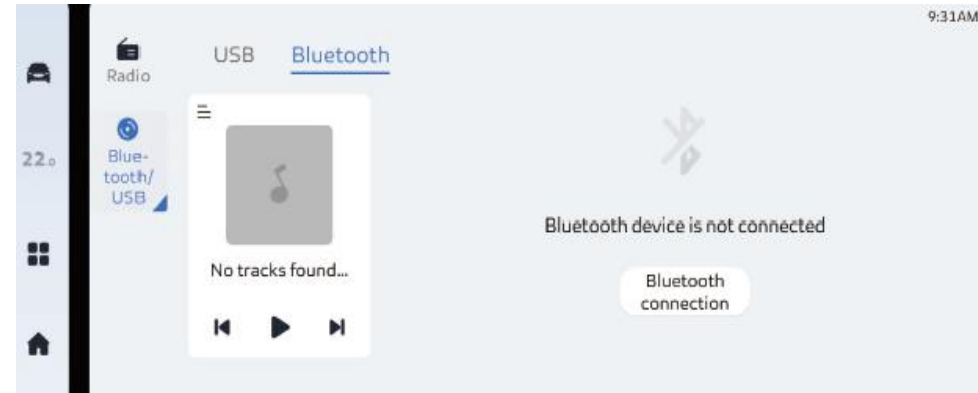 9:31AM
Radio
USB
Bluetooth
22.0
Blue-
tooth/
USB
No tracks found...
Bluetooth device is not connected
Bluetooth
connection